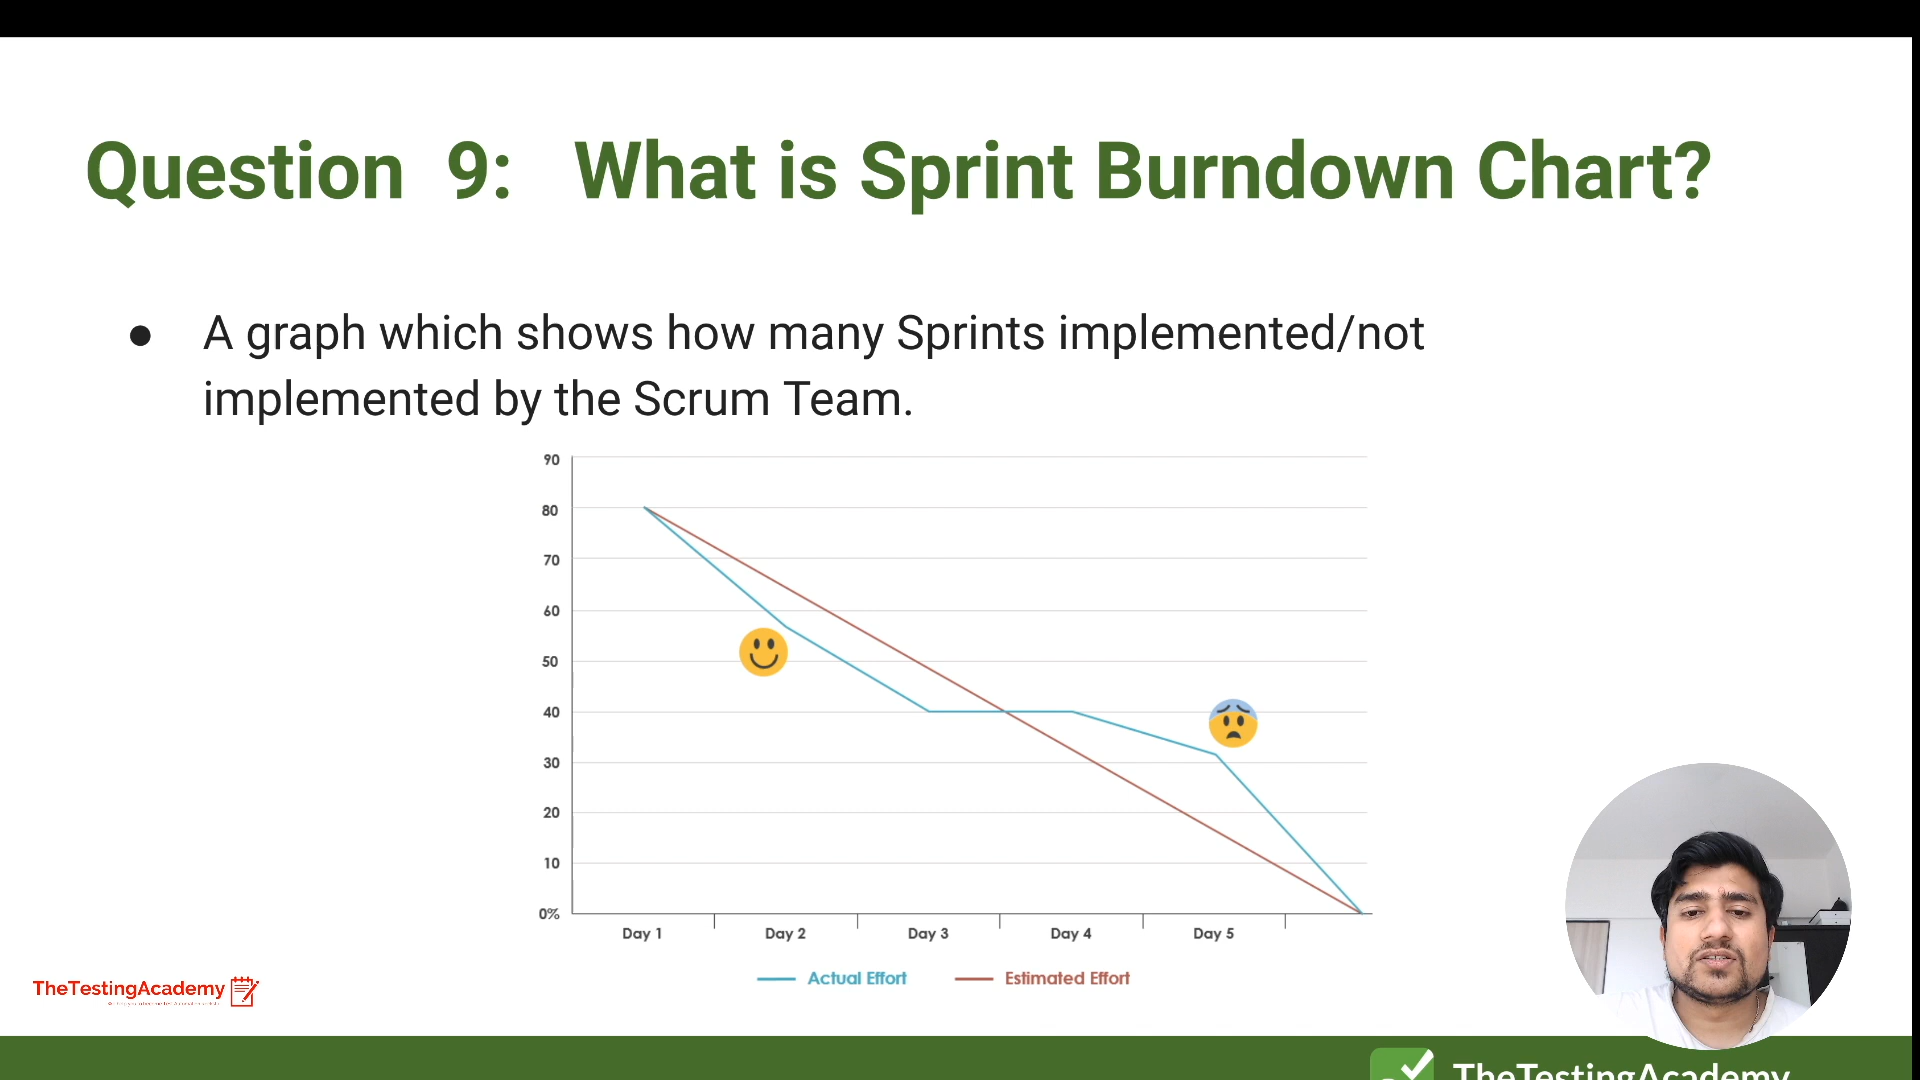 Question 9: What is Sprint Burndown Chart?
● A graph which shows how many Sprints implemented/not
implemented by the Scrum Team.
90
80
70
60
50
40
30
20
10
0%
Day 1 Day 2 Day 3 Day 4 Day 5
Actual Effort Estimated Effort
TheTestingAcademy
TheTestingAcademy